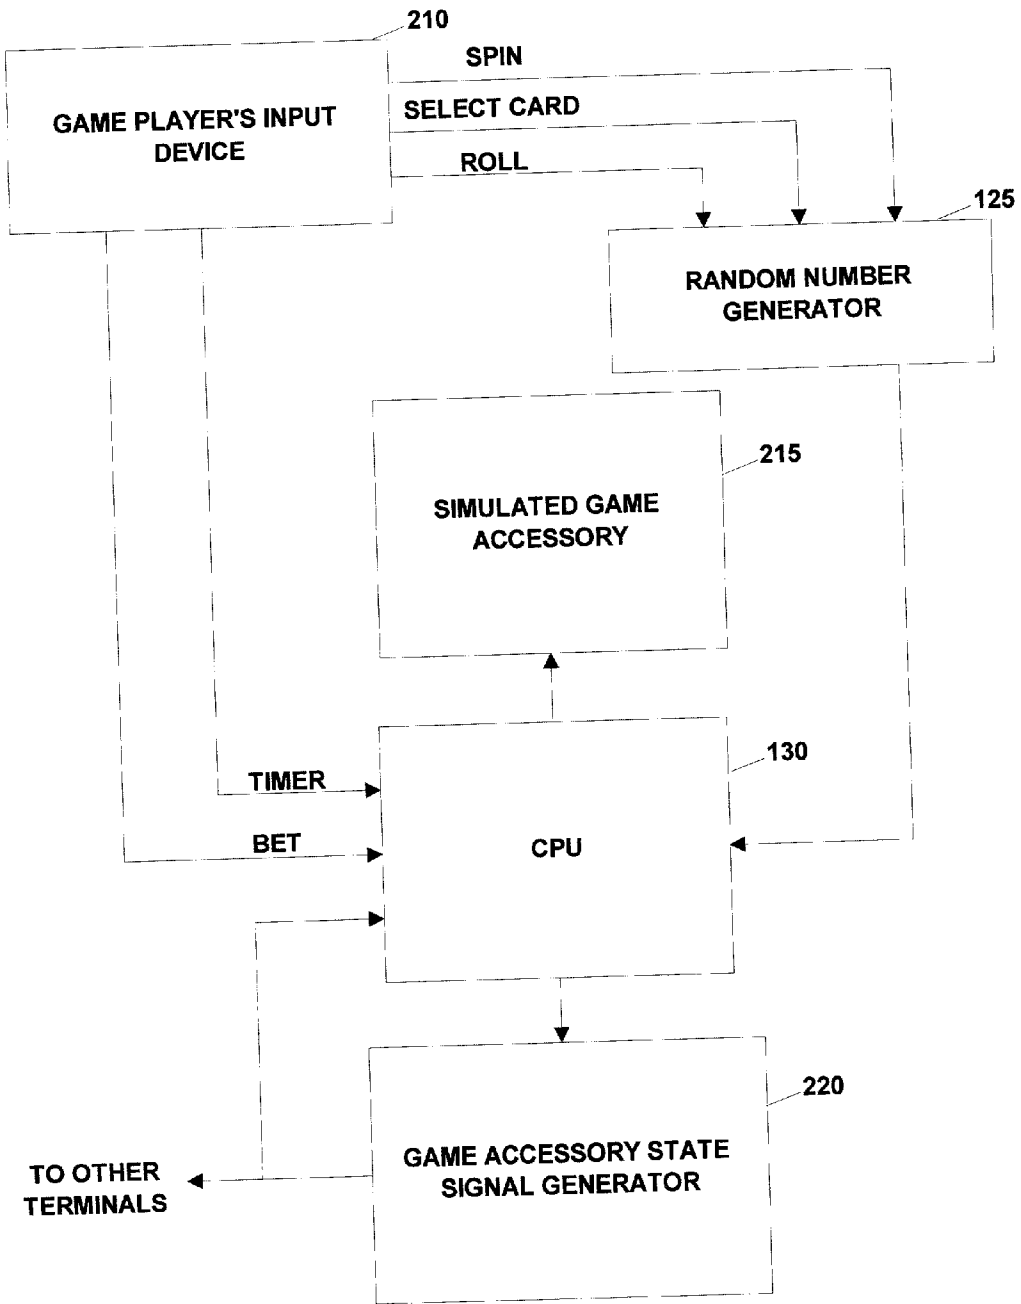 210
SPIN
GAME PLAYER'S INPUT
DEVICE
SELECT CARD
ROLL
125
RANDOM NUMBER
GENERATOR
215
SIMULATED GAME
ACCESSORY
130
TIMER
BET
CPU
220
GAME ACCESSORY STATE
SIGNAL GENERATOR
TO OTHER
TERMINALS